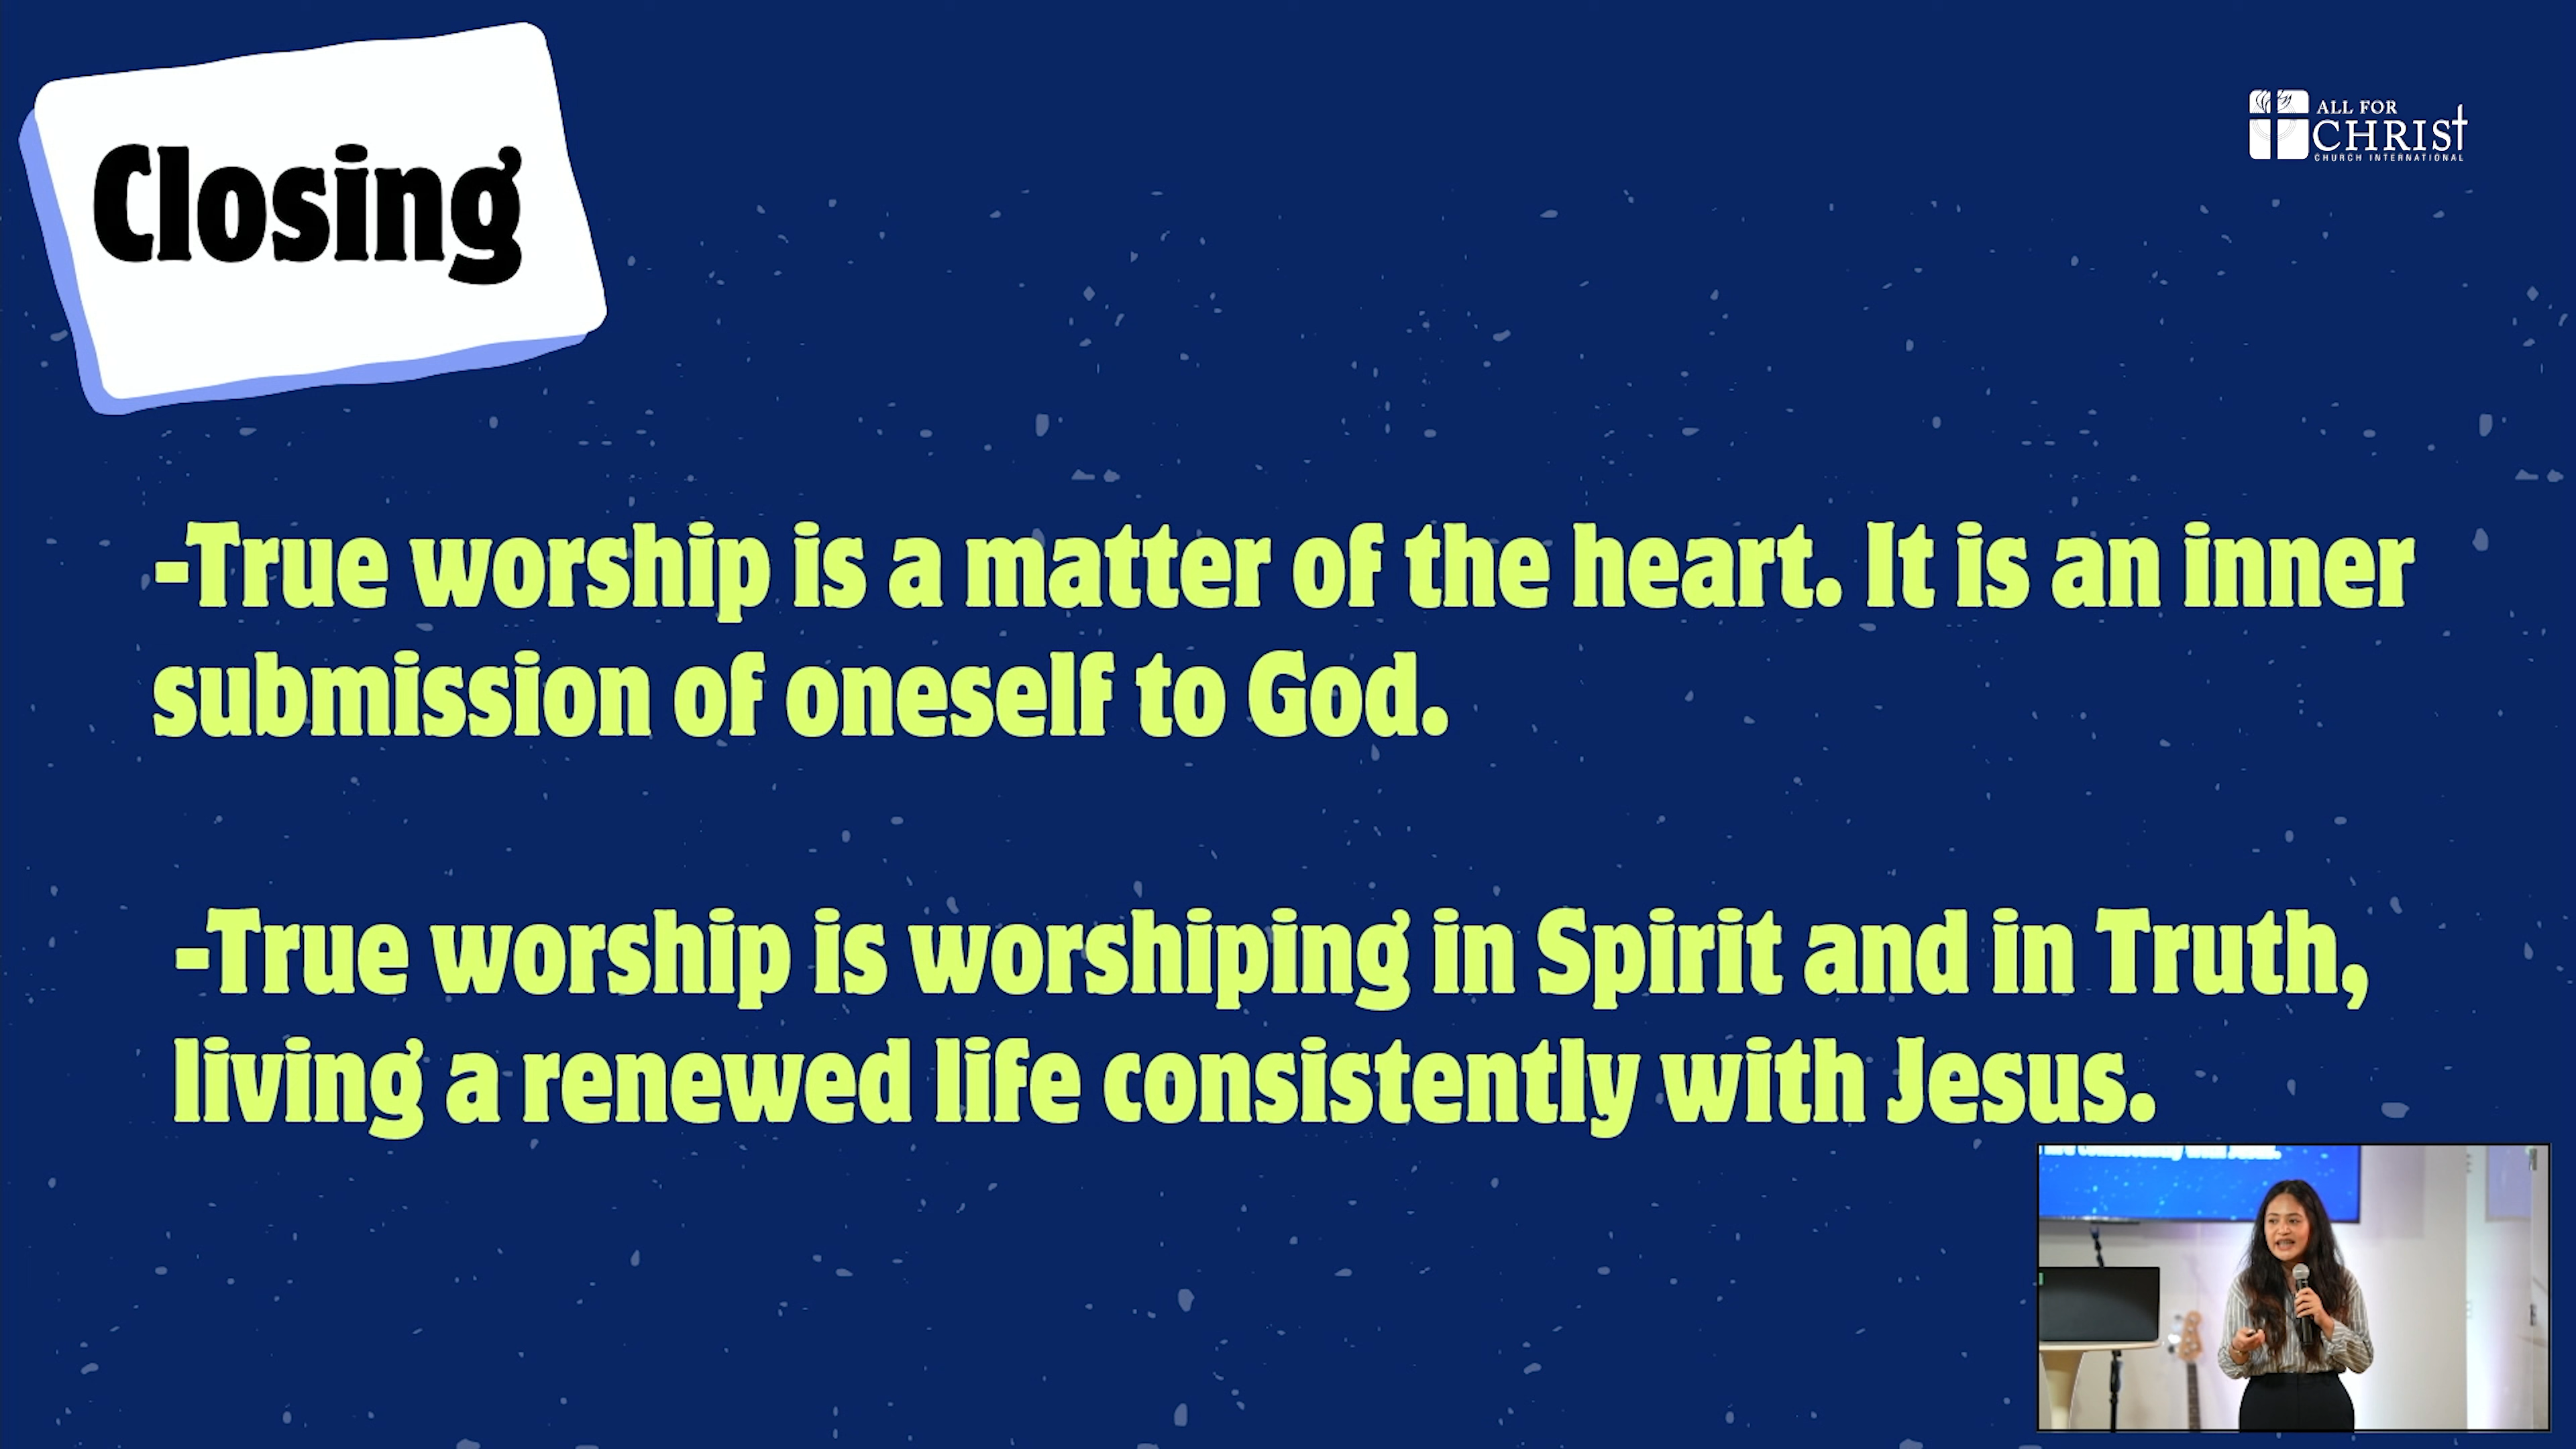 Closing
ALL FOR
CHRIST
CHURCH INTERNATIONAL
-True worship is a matter of the heart. It is an inner
submission of oneself to God.
-True worship is worshiping in Spirit and in Truth,
living a renewed life consistently with Jesus.